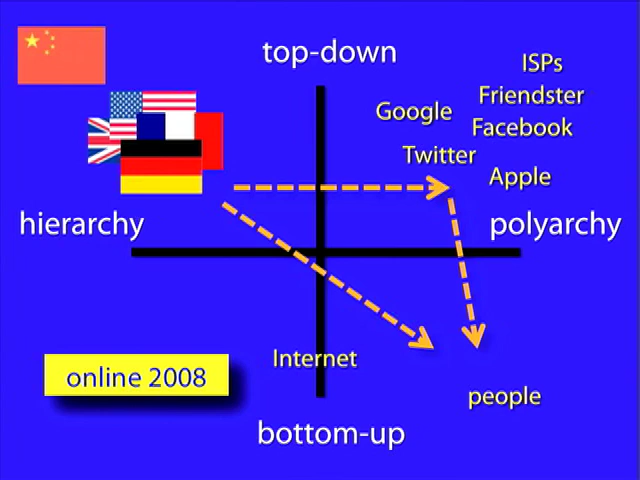 top-down
ISPs
Friendster
Google
Facebook
Twitter
Apple
hierarchy
polyarchy
Internet
online 2008
people
bottom-up